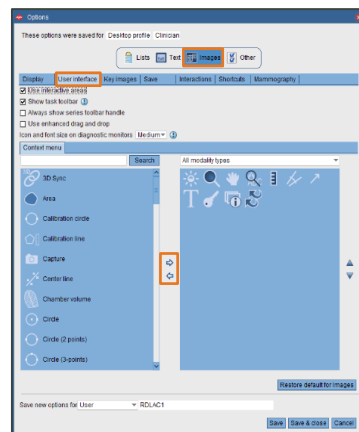 Options
These options were saved for Desktop profile Clinician
Lists Text Images Other
Display User interface Key images Save Interactions Shortcuts Mammography
Use interactive areas
Show task toolbar
Always show series toolbar handle
Use enhanced drag and drop
Icon and font size on diagnostic monitors Medium
Context menu
Search All modality types
3D Sync
Area
Calibration circle
Calibration line
Capture
Center line
Chamber volume
Circle
Circle (2 points)
Circle (3-points)
Restore default for Images
Save new options for User RDLAC1
Save Save & close Cancel